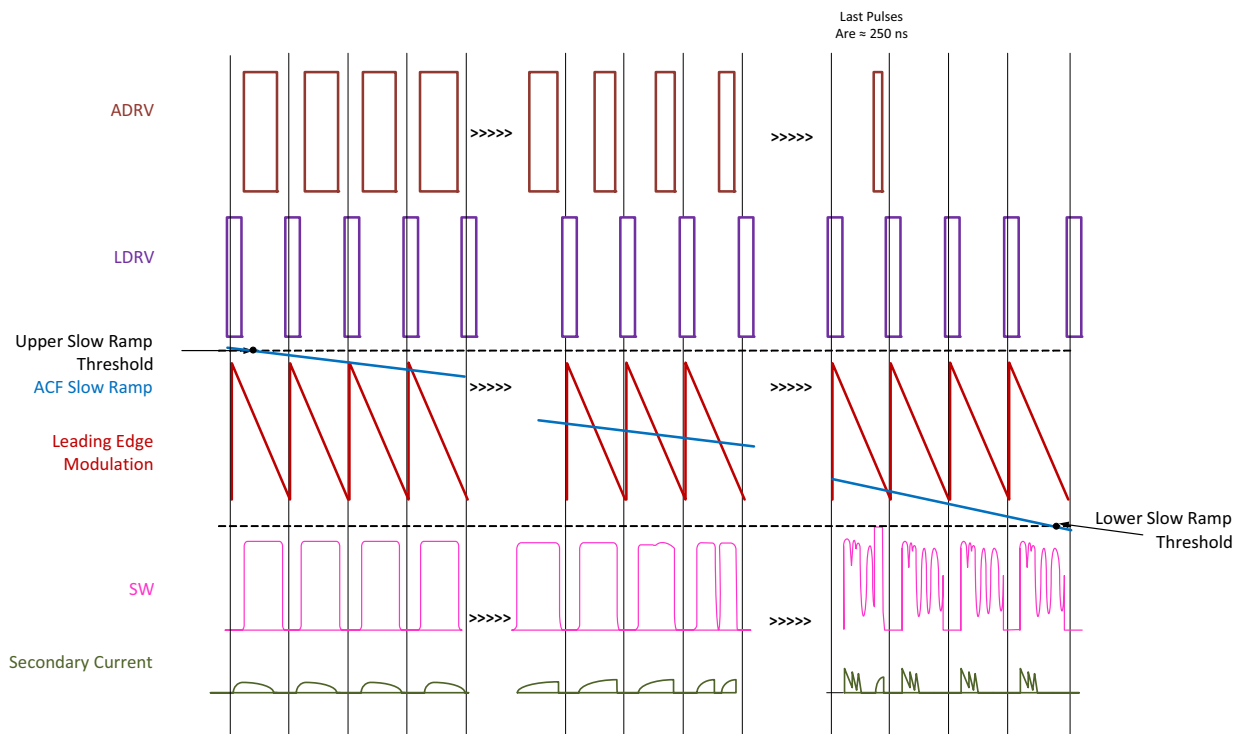 Last Pulses
Are ≈ 250 ns
ADRV
>>>>>
>>>>>
LDRV
Upper Slow Ramp
Threshold
ACF Slow Ramp
>>>>>
>>>>>
Leading Edge
Modulation
Lower Slow Ramp
Threshold
SW
>>>>>
>>>>>
Secondary Current